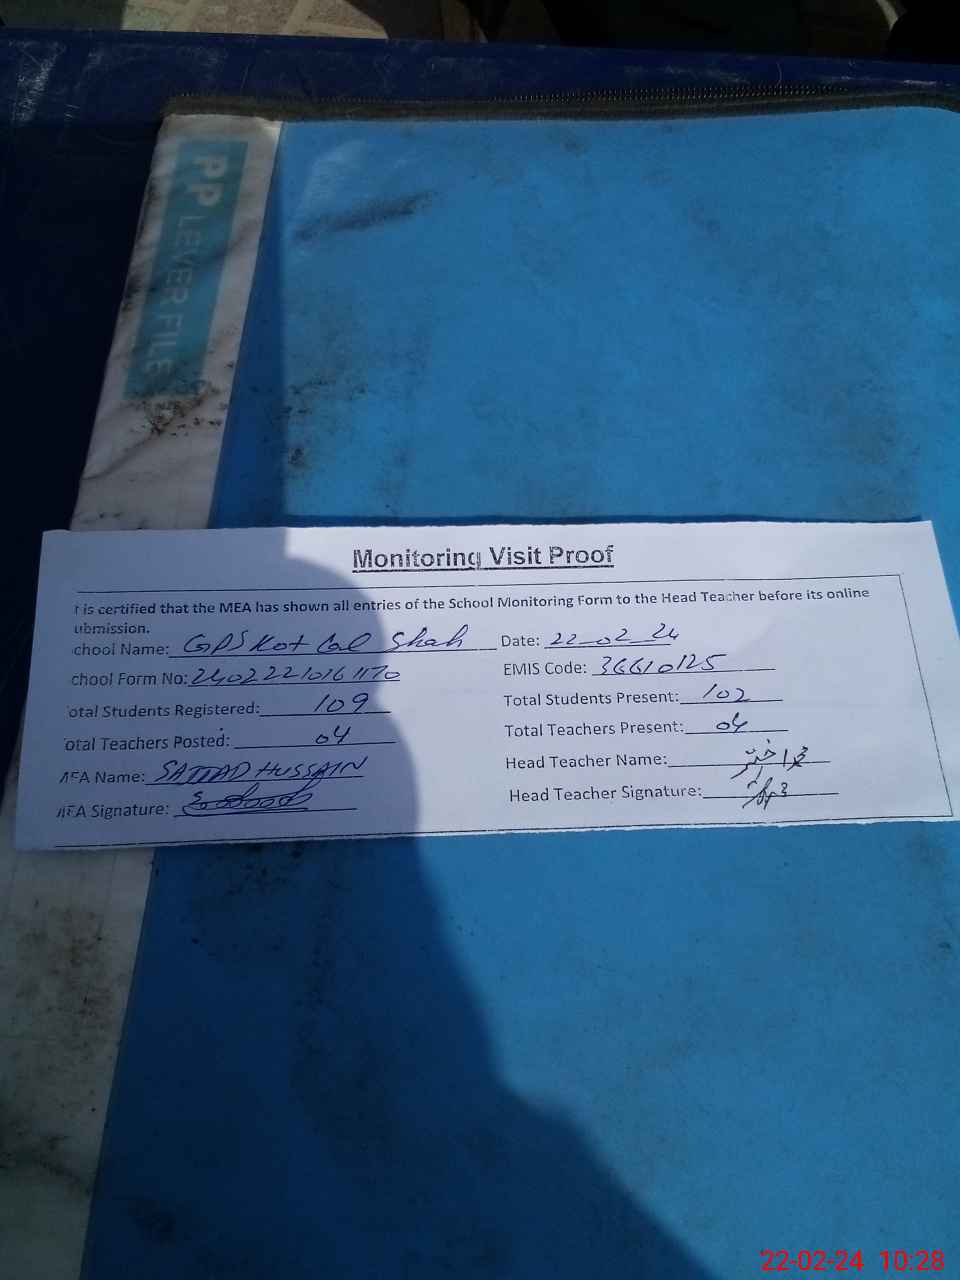 PP LEVER FILE
Monitoring Visit Proof
t is certified that the MEA has shown all entries of the School Monitoring Form to the Head Teacher before its online
ubmission.
chool Name: GPS Kot Lal Shah Date: 22-02-24
chool Form No: EMIS Code: 36610125
otal Students Registered: 109 Total Students Present: 102
otal Teachers Posted: 04 Total Teachers Present: 04
MEA Name: SAJJAD HUSSAIN Head Teacher Name:
MEA Signature: Head Teacher Signature:
22-02-24 10:28